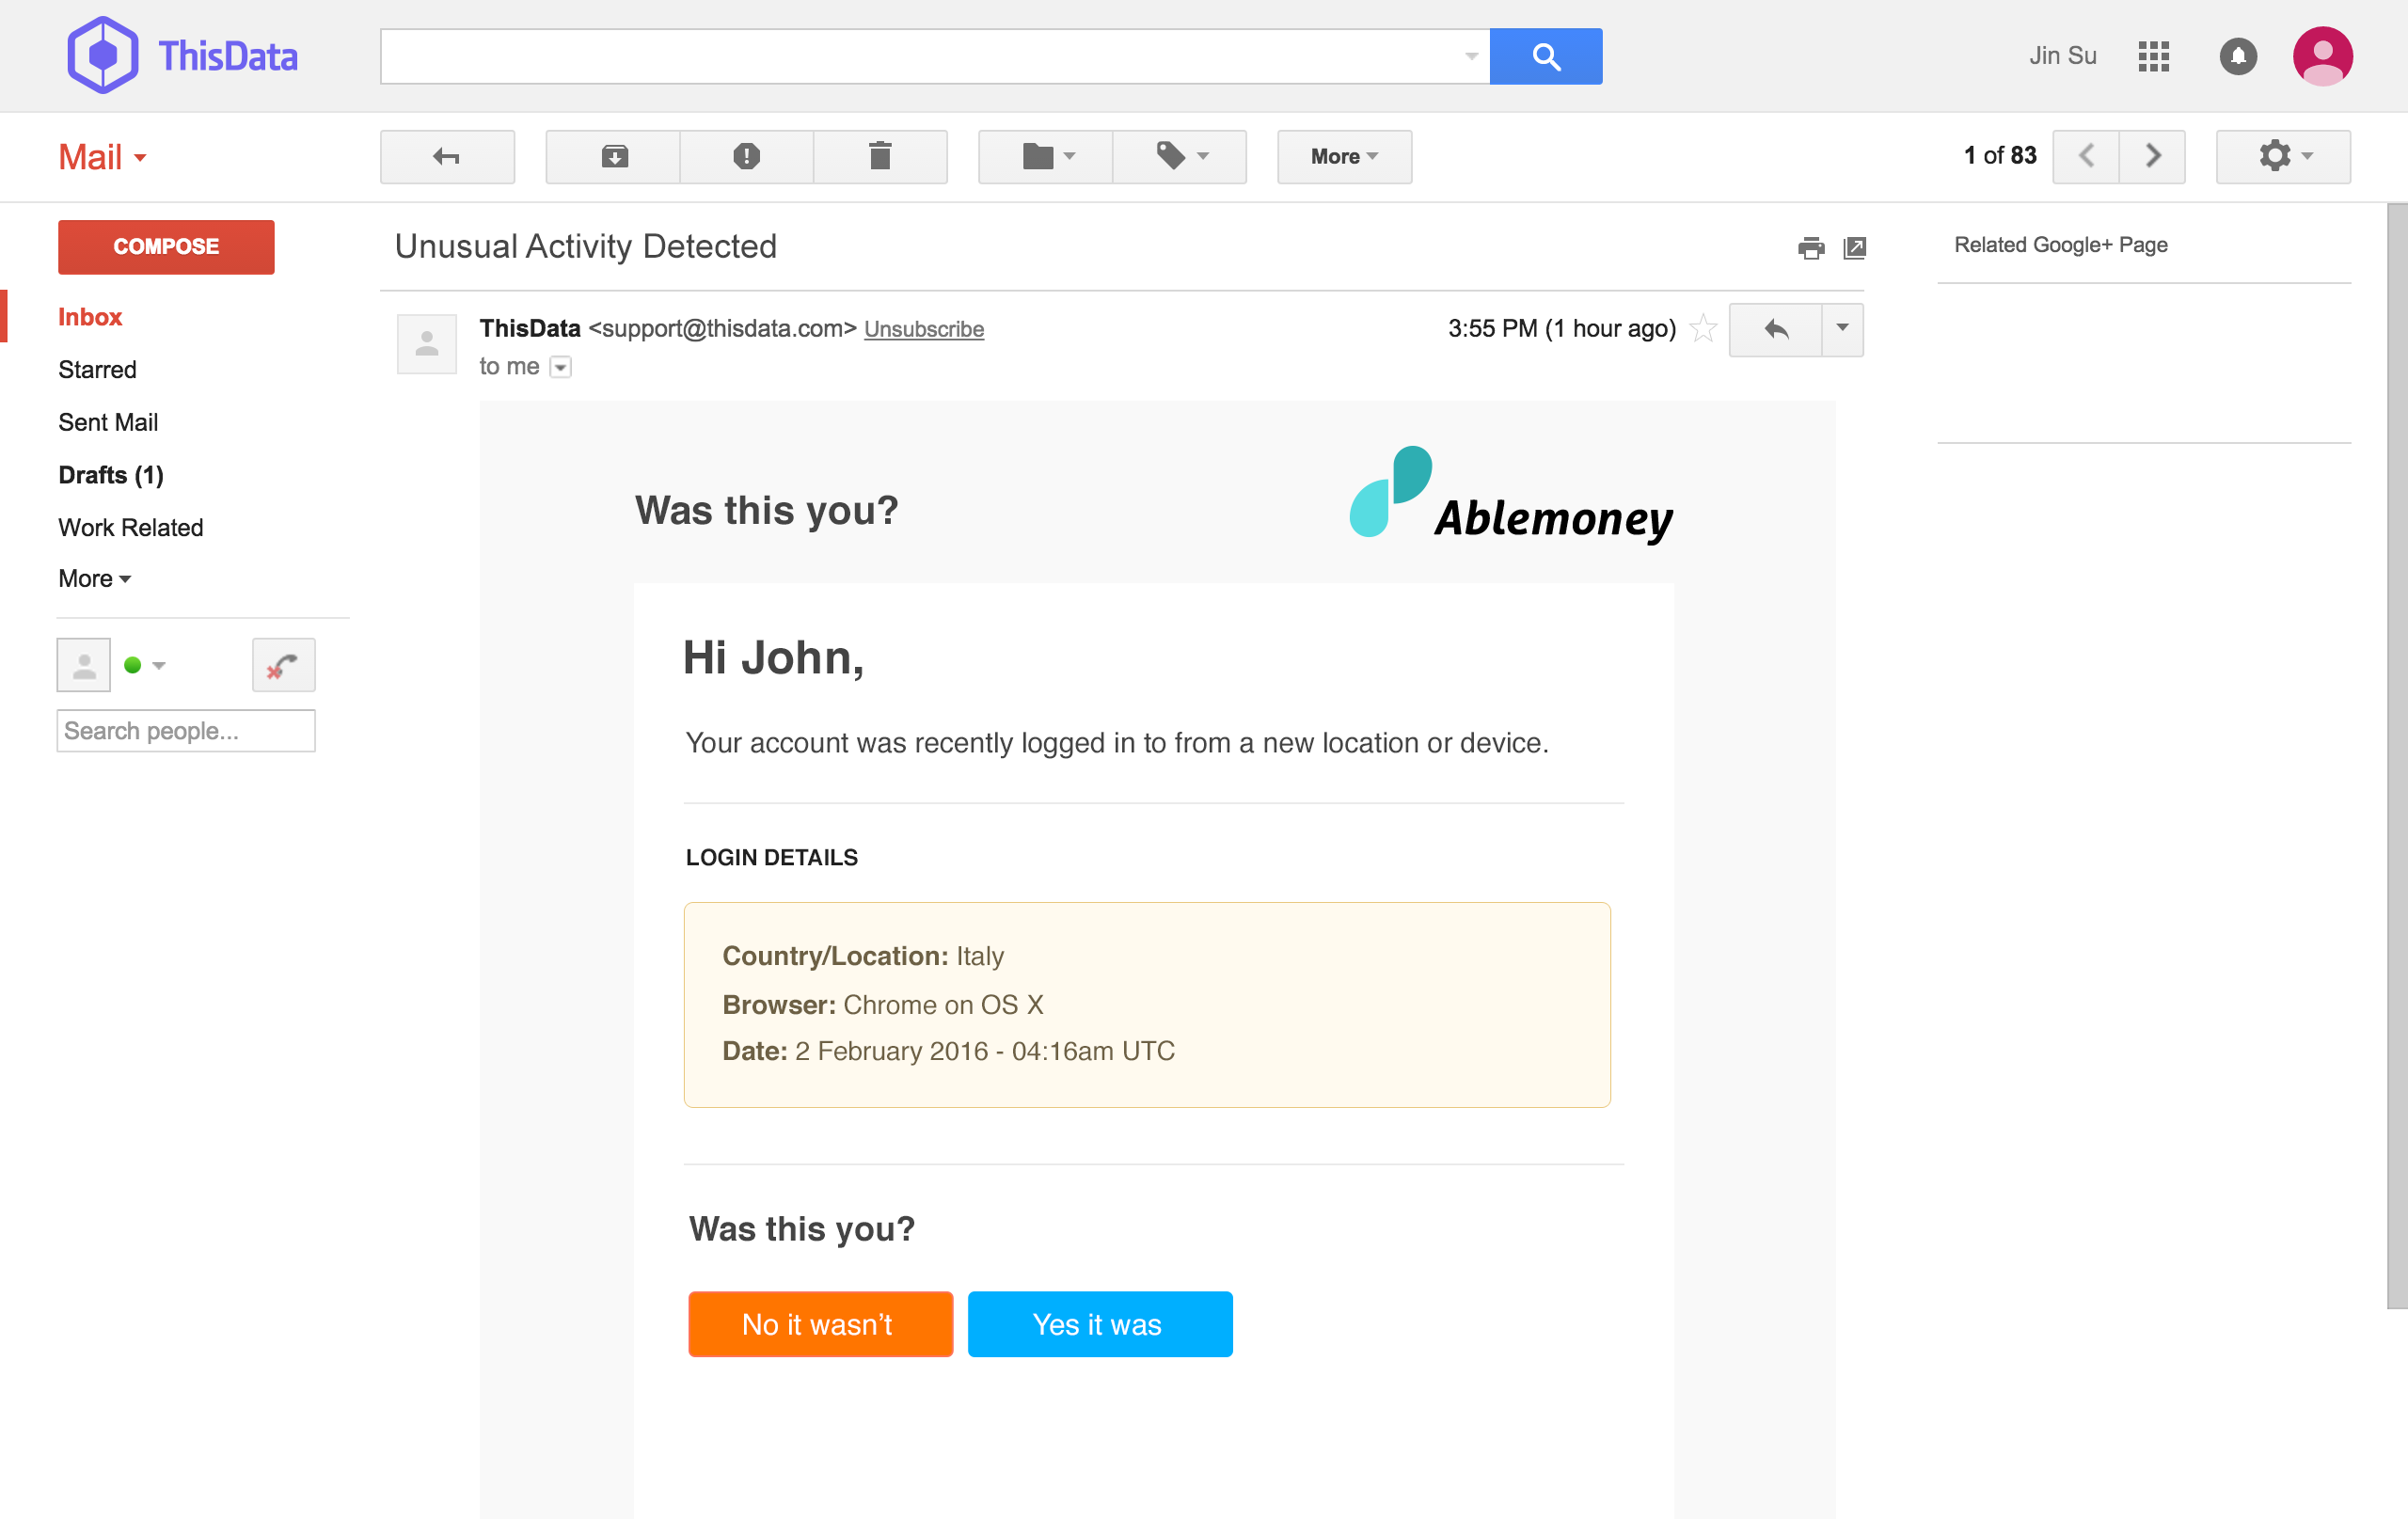 ThisData
Jin Su
Mail
More
1 of 83
COMPOSE
Inbox
Starred
Sent Mail
Drafts (1)
Work Related
More
Search people...
Unusual Activity Detected
Related Google+ Page
ThisData <support@thisdata.com> Unsubscribe
3:55 PM (1 hour ago)
to me
Was this you?
Ablemoney
Hi John,
Your account was recently logged in to from a new location or device.
LOGIN DETAILS
Country/Location: Italy
Browser: Chrome on OS X
Date: 2 February 2016 - 04:16am UTC
Was this you?
No it wasn’t
Yes it was